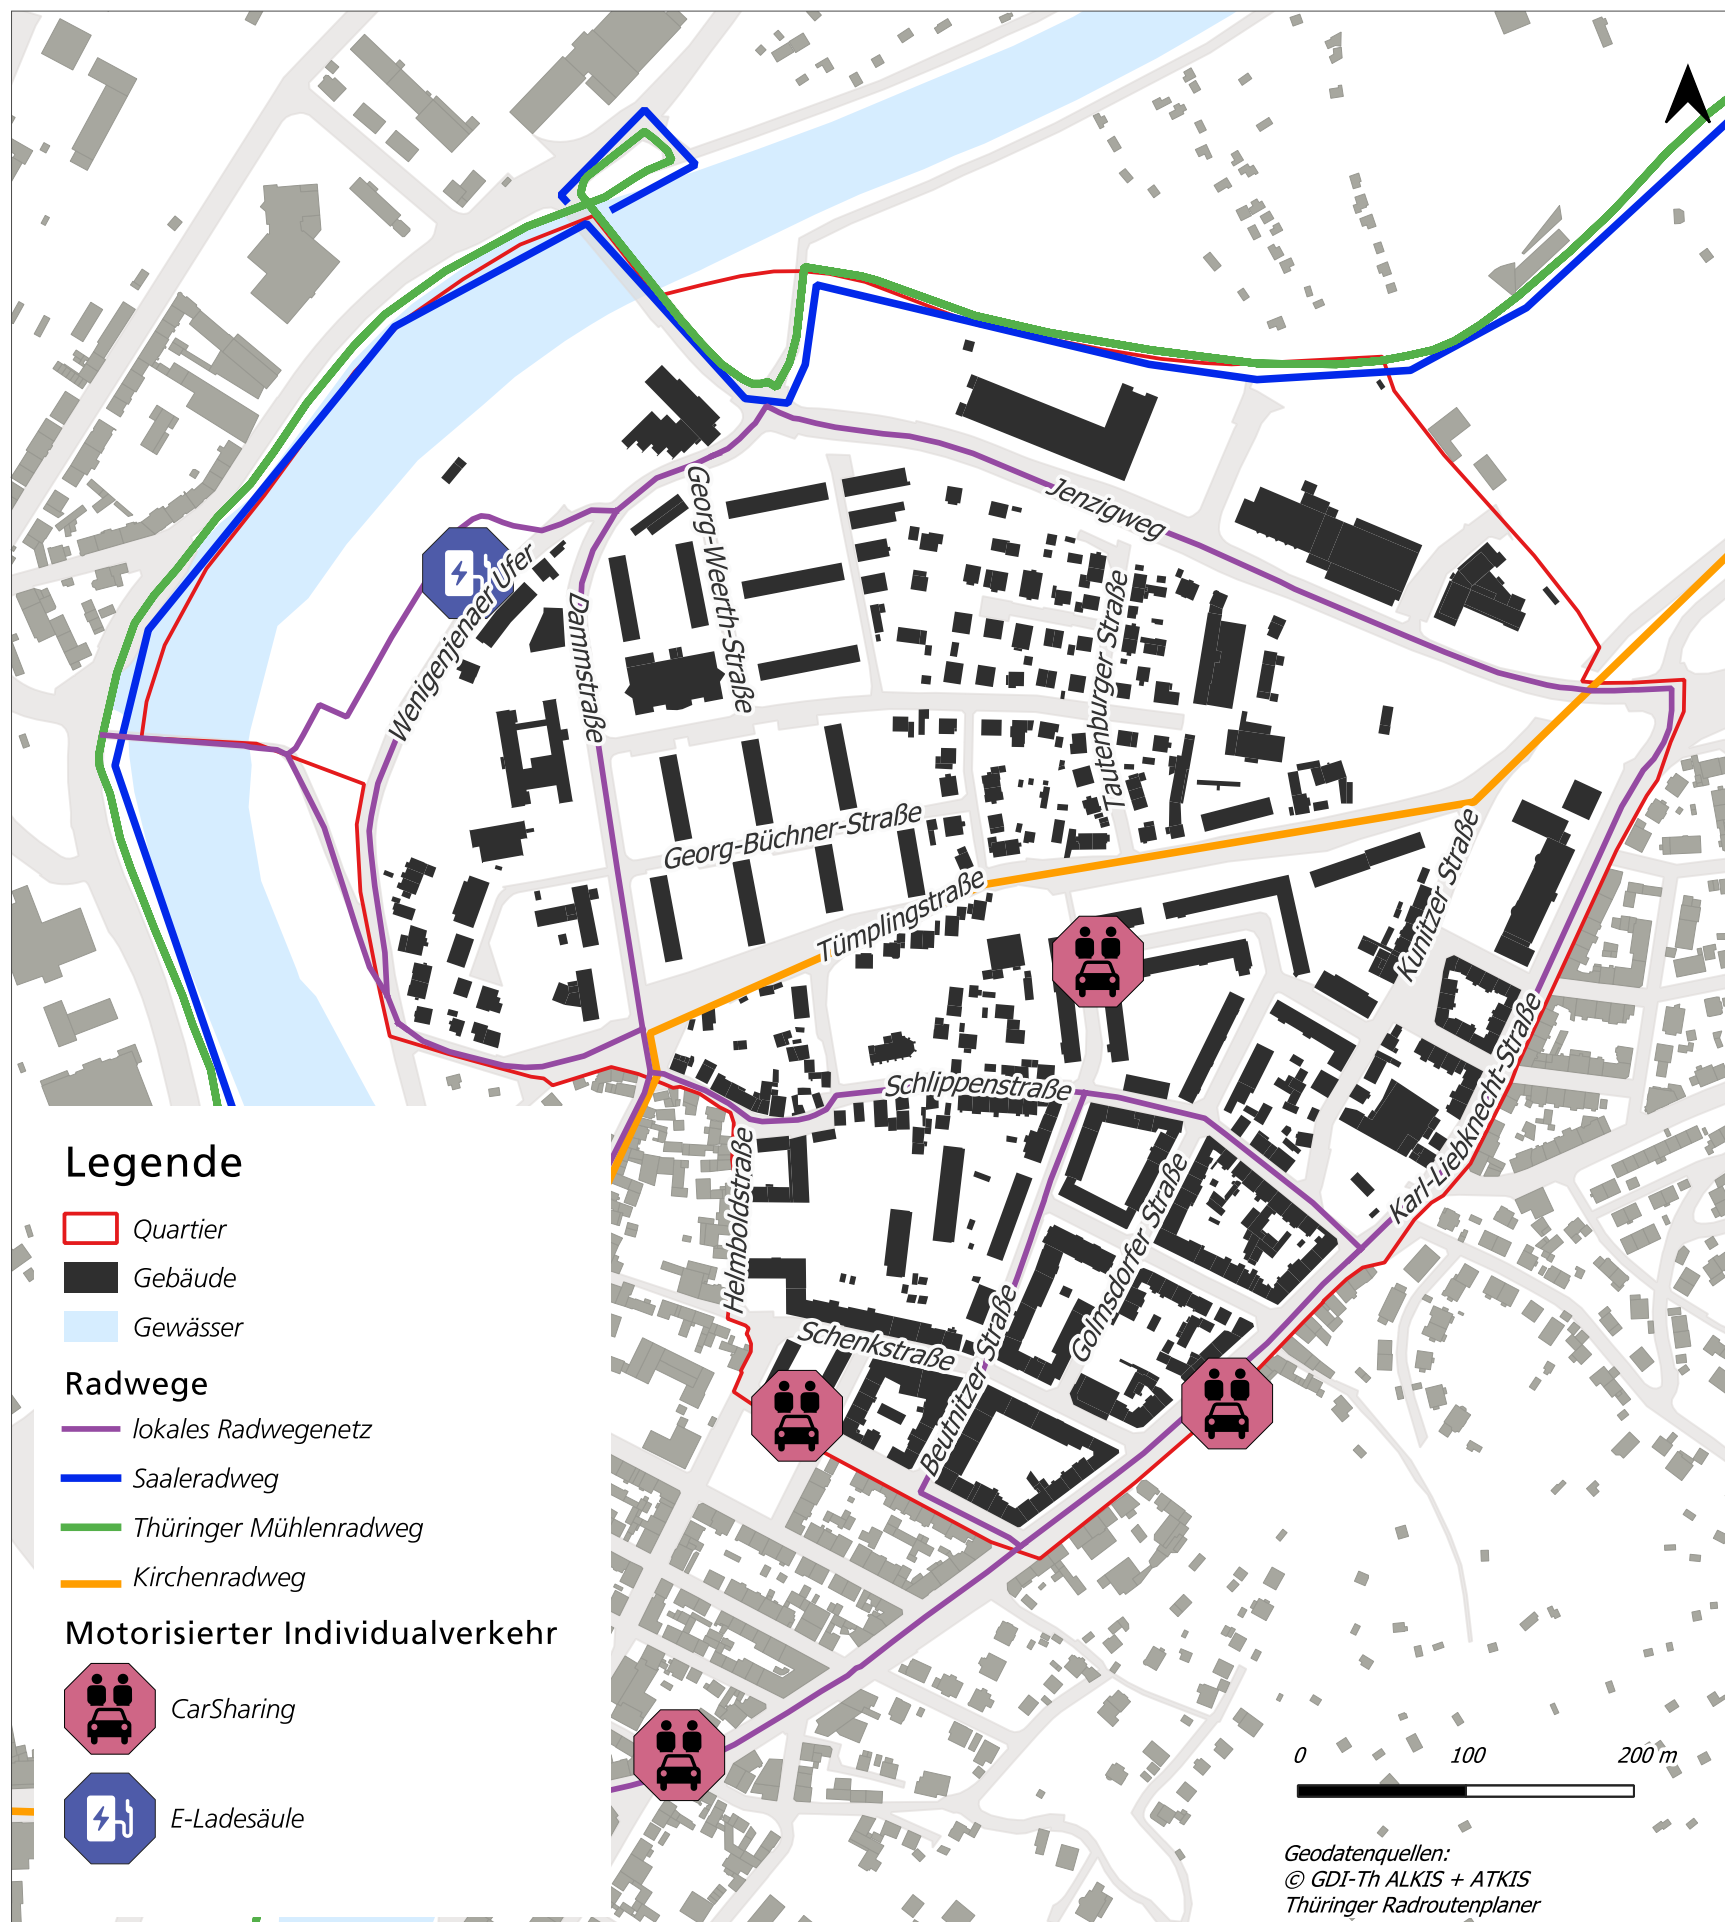 Jenzigweg
Georg-Weerth-Straße
Wenigenjenaer Ufer
Dammstraße
Tautenburger Straße
Georg-Büchner-Straße
Tümplingstraße
Kunitzer Straße
Schlippenstraße
Karl-Liebknecht-Straße
Helmboldstraße
Golmsdorfer Straße
Schenkstraße
Beutnitzer Straße
Legende
Quartier
Gebäude
Gewässer
Radwege
lokales Radwegenetz
Saaleradweg
Thüringer Mühlenradweg
Kirchenradweg
Motorisierter Individualverkehr
CarSharing
E-Ladesäule
0 100 200 m
Geodatenquellen:
© GDI-Th ALKIS + ATKIS
Thüringer Radroutenplaner